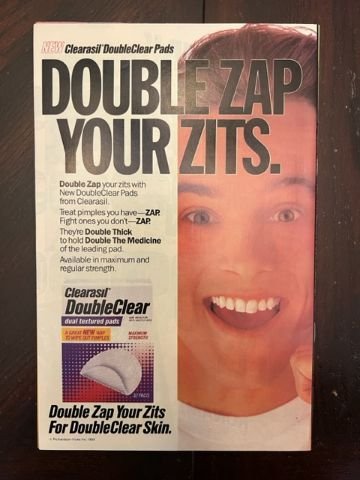 NEW Clearasil DoubleClear Pads
DOUBLE ZAP
YOUR ZITS.
Double Zap your zits with
New DoubleClear Pads
from Clearasil.
Treat pimples you have—ZAP.
Fight ones you don't—ZAP.
They're Double Thick
to hold Double The Medicine
of the leading pad.
Available in maximum and
regular strength.
Clearasil
DoubleClear
dual textured pads
A GREAT NEW WAY
TO WIPE OUT PIMPLES
MAXIMUM
STRENGTH
32 PADS
Double Zap Your Zits
For DoubleClear Skin.